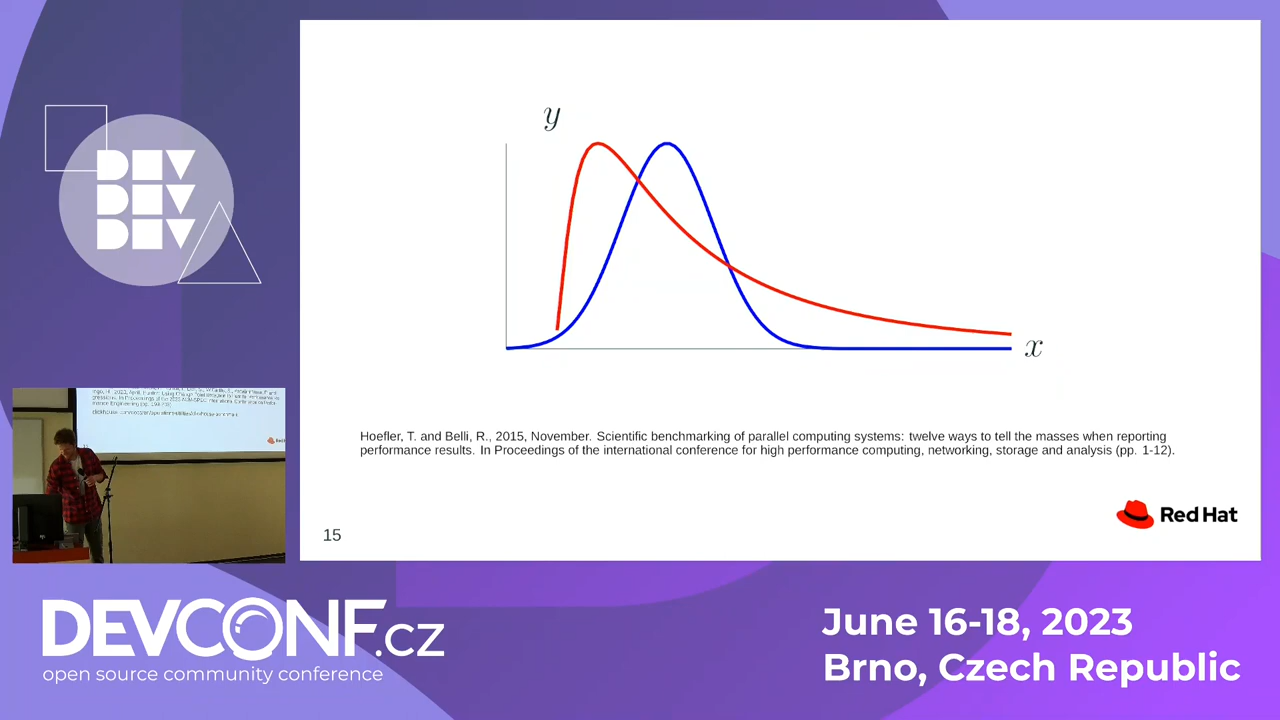 DEV
DEV
DEV
y
x
Hoefler, T. and Belli, R., 2015, November. Scientific benchmarking of parallel computing systems: twelve ways to tell the masses when reporting
performance results. In Proceedings of the international conference for high performance computing, networking, storage and analysis (pp. 1-12).
Red Hat
15
DEVCONF.cz
open source community conference
June 16-18, 2023
Brno, Czech Republic